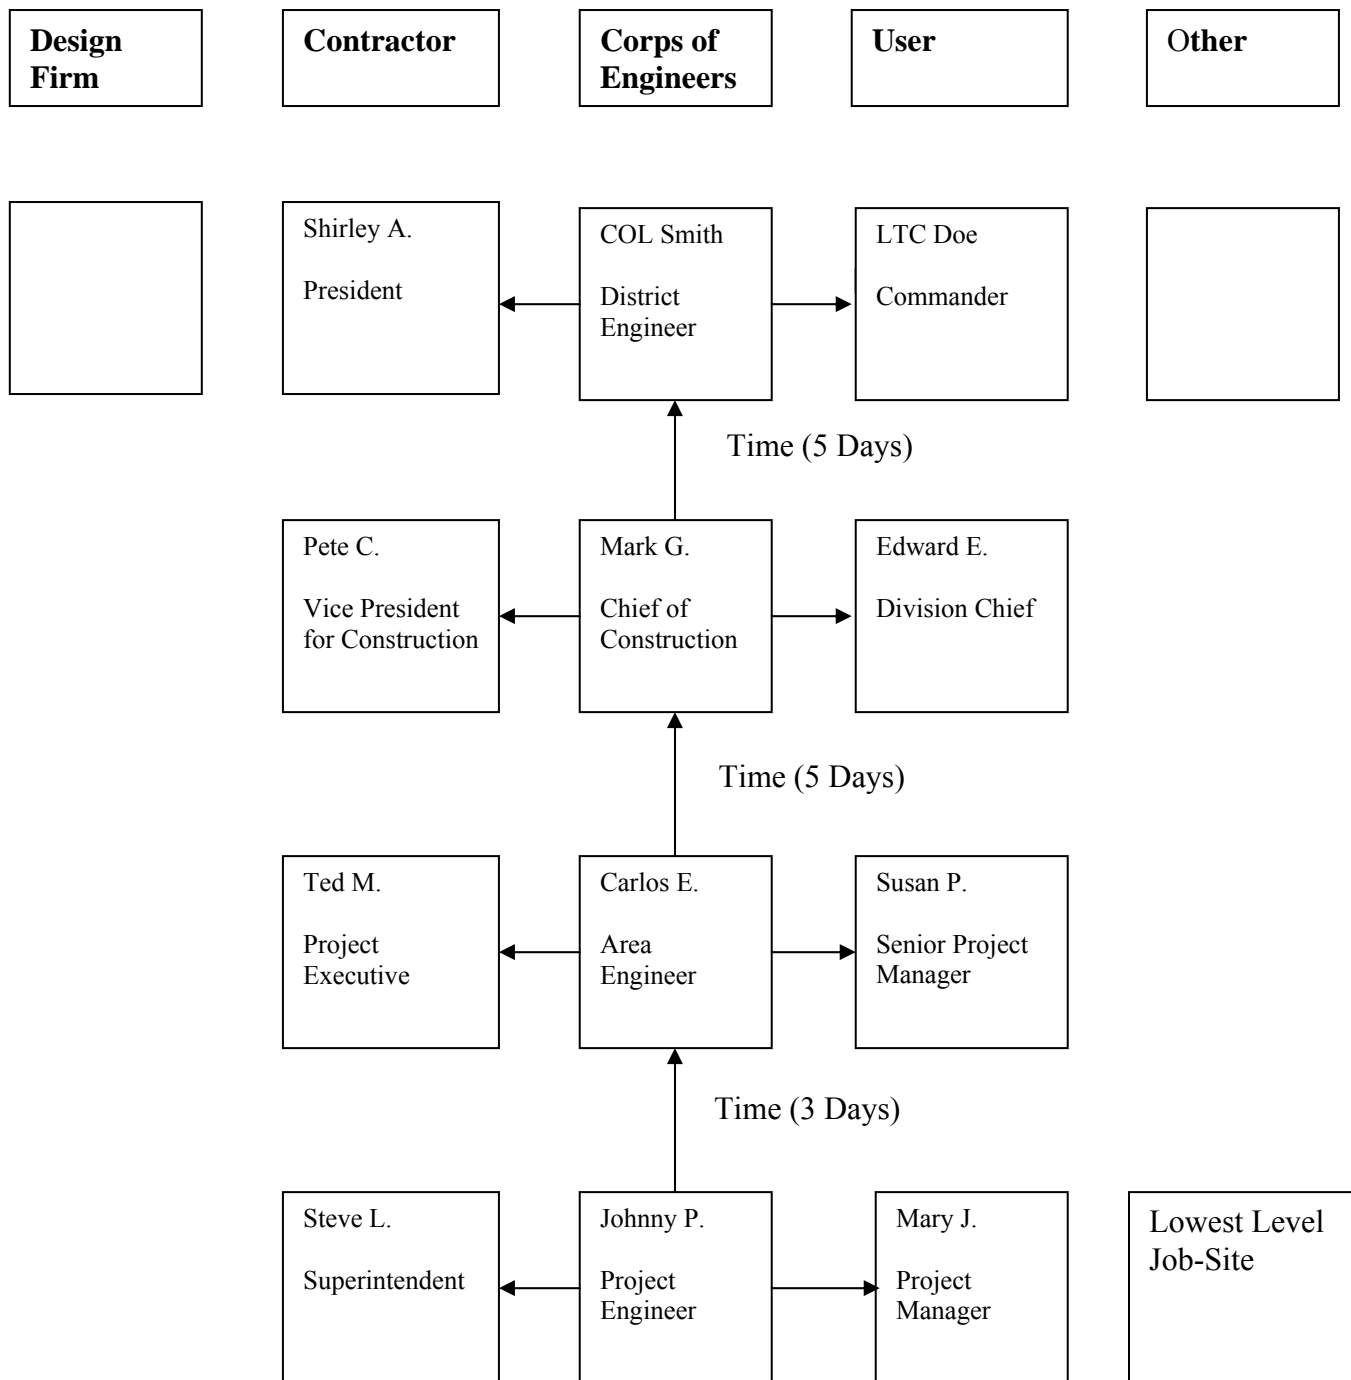 Design
Firm
Contractor
Corps of
Engineers
User
Other
Shirley A.
President
COL Smith
District
Engineer
LTC Doe
Commander
Time (5 Days)
Pete C.
Vice President
for Construction
Mark G.
Chief of
Construction
Edward E.
Division Chief
Time (5 Days)
Ted M.
Project
Executive
Carlos E.
Area
Engineer
Susan P.
Senior Project
Manager
Time (3 Days)
Steve L.
Superintendent
Johnny P.
Project
Engineer
Mary J.
Project
Manager
Lowest Level
Job-Site